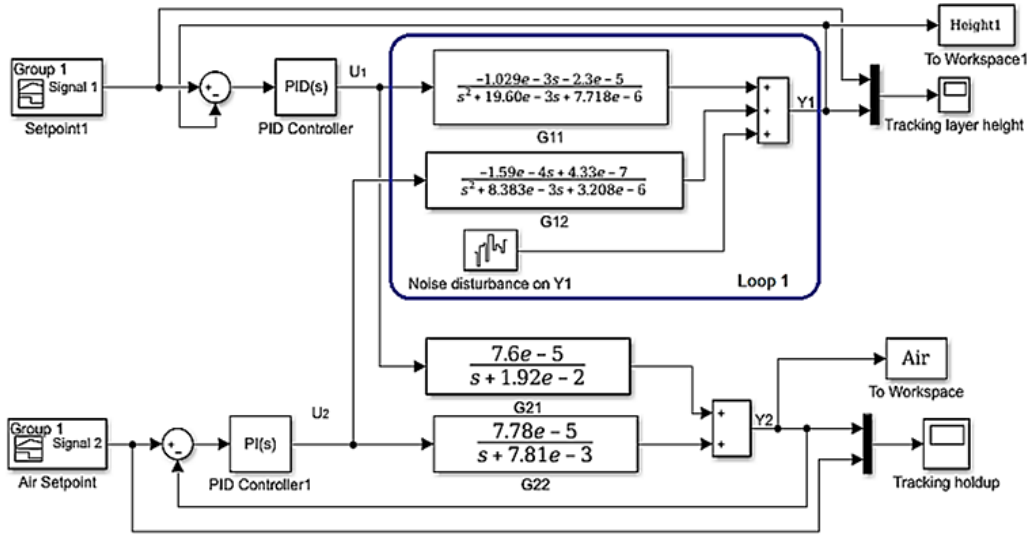 Height1
To Workspace1
Group 1
Signal 1
Setpoint1
+
−
PID(s)
PID Controller
U1
-1.029e - 3s - 2.3e - 5
s² + 19.60e - 3s + 7.718e - 6
G11
+
+
+
Y1
Tracking layer height
-1.59e - 4s + 4.33e - 7
s² + 8.383e - 3s + 3.208e - 6
G12
Noise disturbance on Y1
Loop 1
7.6e - 5
s + 1.92e - 2
G21
Air
To Workspace
Group 1
Signal 2
Air Setpoint
+
−
PI(s)
PID Controller1
U2
7.78e - 5
s + 7.81e - 3
G22
+
+
Y2
Tracking holdup